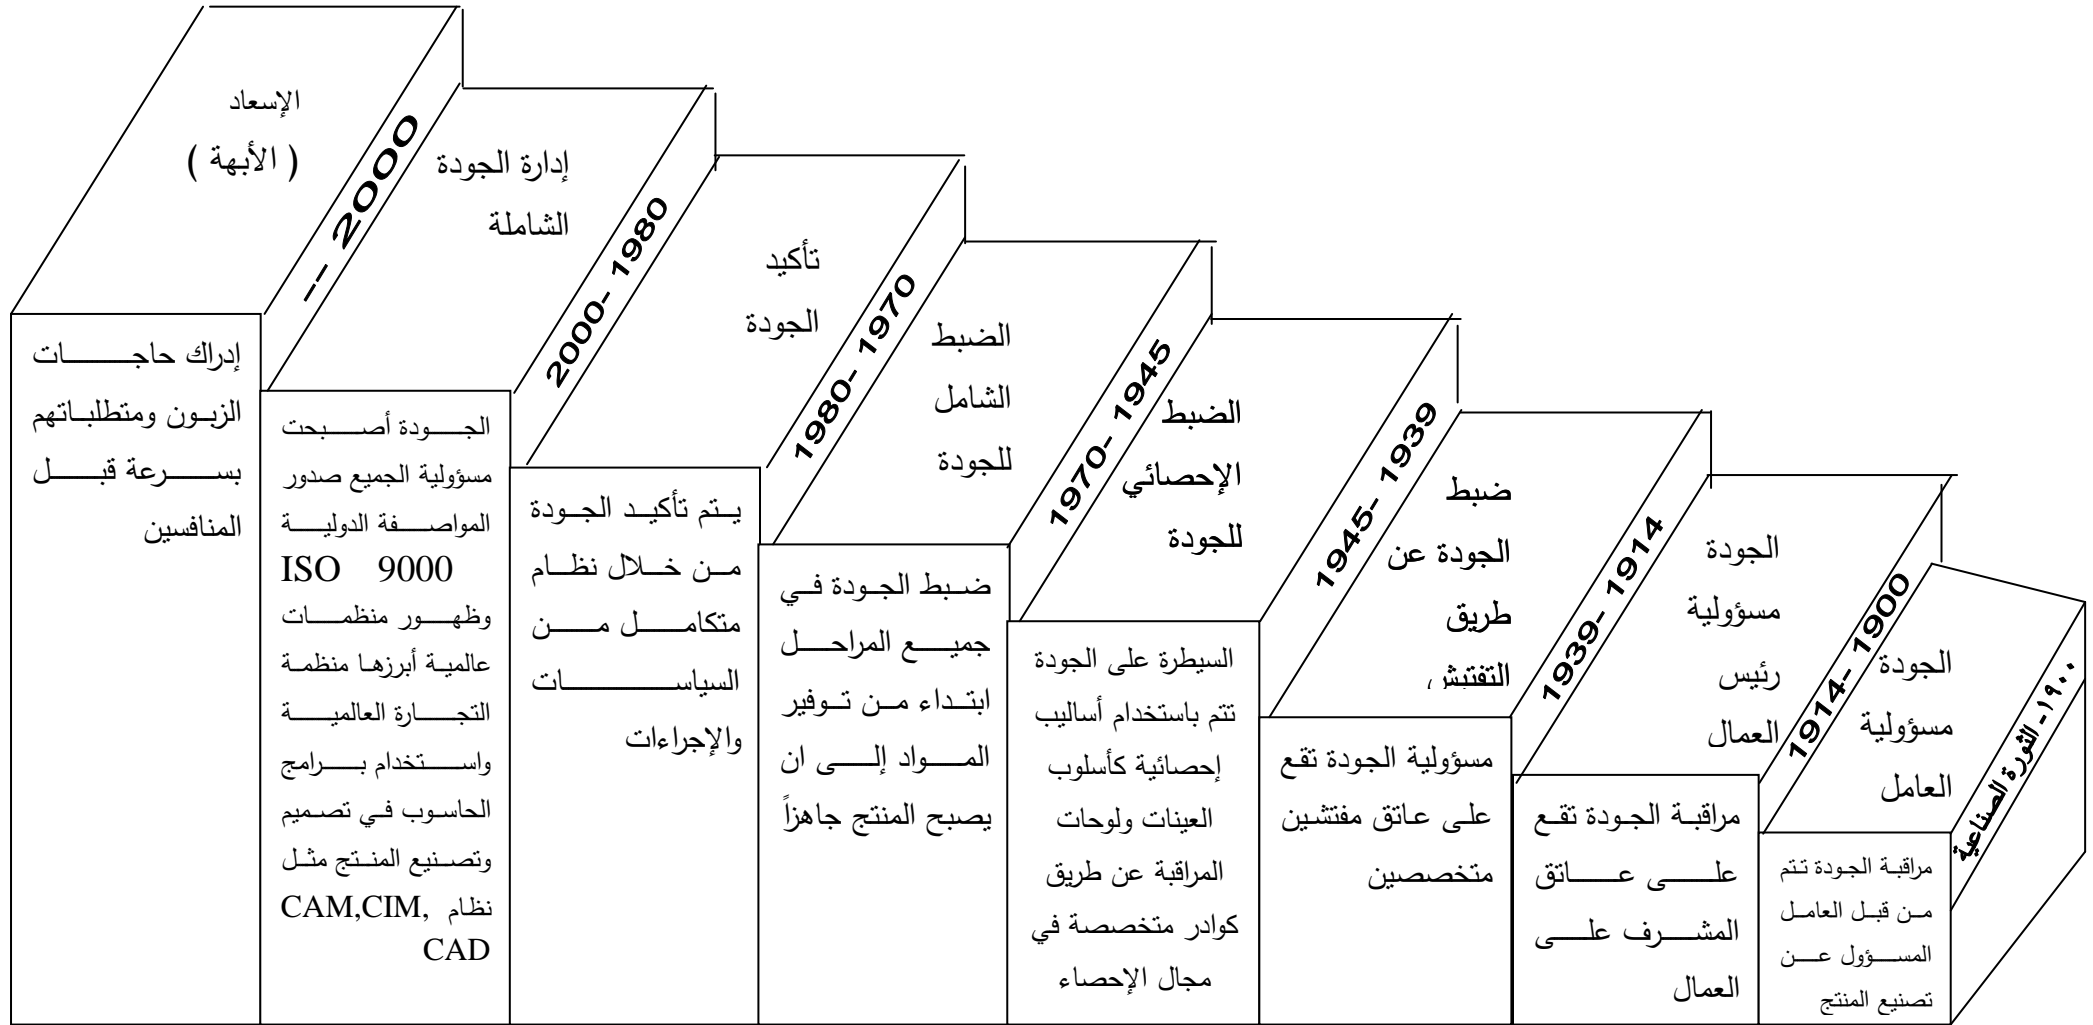 الجودة
مسؤولية
العامل
١٩٠٠- الثورة الصناعية
مراقبة الجودة تتم
من قبل العامل
المسؤول عن
تصنيع المنتج
الجودة
مسؤولية
رئيس
العمال
1914- 1900
مراقبة الجودة تقع
على عاتق
المشرف على
العمال
ضبط
الجودة عن
طريق
التفتيش
1939- 1914
مسؤولية الجودة تقع
على عاتق مفتشين
متخصصين
الضبط
الإحصائي
للجودة
1945- 1939
السيطرة على الجودة
تتم باستخدام أساليب
إحصائية كأسلوب
العينات ولوحات
المراقبة عن طريق
كوادر متخصصة في
مجال الإحصاء
الضبط
الشامل
للجودة
1970- 1945
ضبط الجودة في
جميع المراحل
ابتداء من توفير
المواد إلى ان
يصبح المنتج جاهزاً
تأكيد
الجودة
1980- 1970
يتم تأكيد الجودة
من خلال نظام
متكامل من
السياسات
والإجراءات
إدارة الجودة
الشاملة
2000- 1980
الجودة أصبحت
مسؤولية الجميع صدور
المواصفة الدولية
ISO 9000
وظهور منظمات
عالمية أبرزها منظمة
التجارة العالمية
واستخدام برامج
الحاسوب في تصميم
وتصنيع المنتج مثل
نظام CAM,CIM,
CAD
الإسعاد
( الأبهة )
-- 2000
إدراك حاجات
الزبون ومتطلباتهم
بسرعة قبل
المنافسين